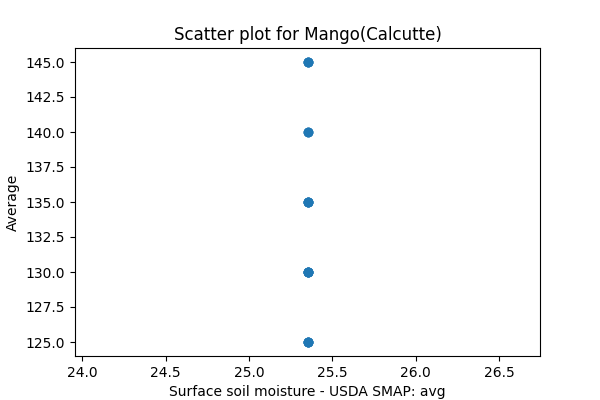 Scatter plot for Mango(Calcutte)
145.0
142.5
140.0
137.5
135.0
132.5
130.0
127.5
125.0
Average
24.0 24.5 25.0 25.5 26.0 26.5
Surface soil moisture - USDA SMAP: avg